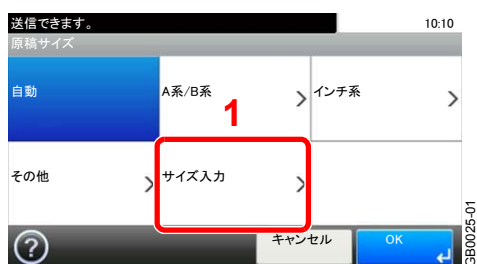 送信できます。 10:10
原稿サイズ
自動 A系/B系 インチ系
1
その他 サイズ入力
? キャンセル OK
GB0025-01